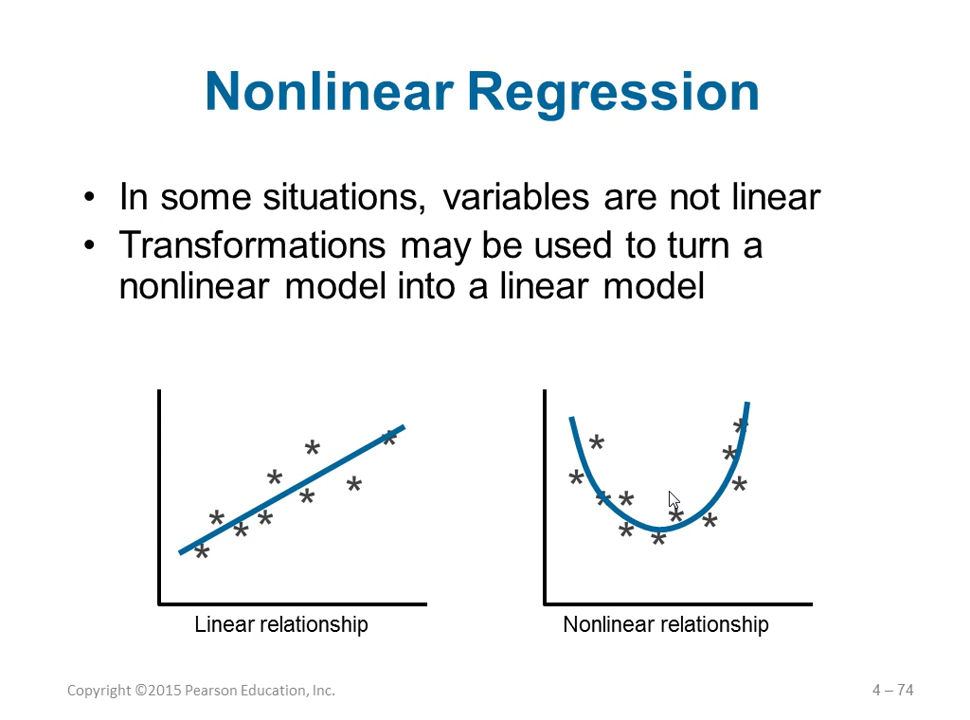 Nonlinear Regression
• In some situations, variables are not linear
• Transformations may be used to turn a
nonlinear model into a linear model
Linear relationship
Nonlinear relationship
Copyright ©2015 Pearson Education, Inc.
4 – 74